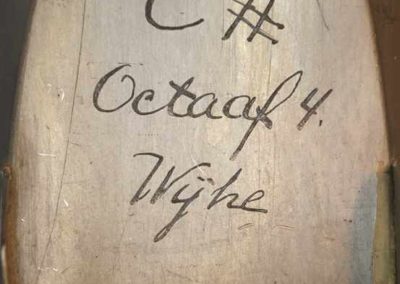 C#
Octaaf 4.
Wijhe